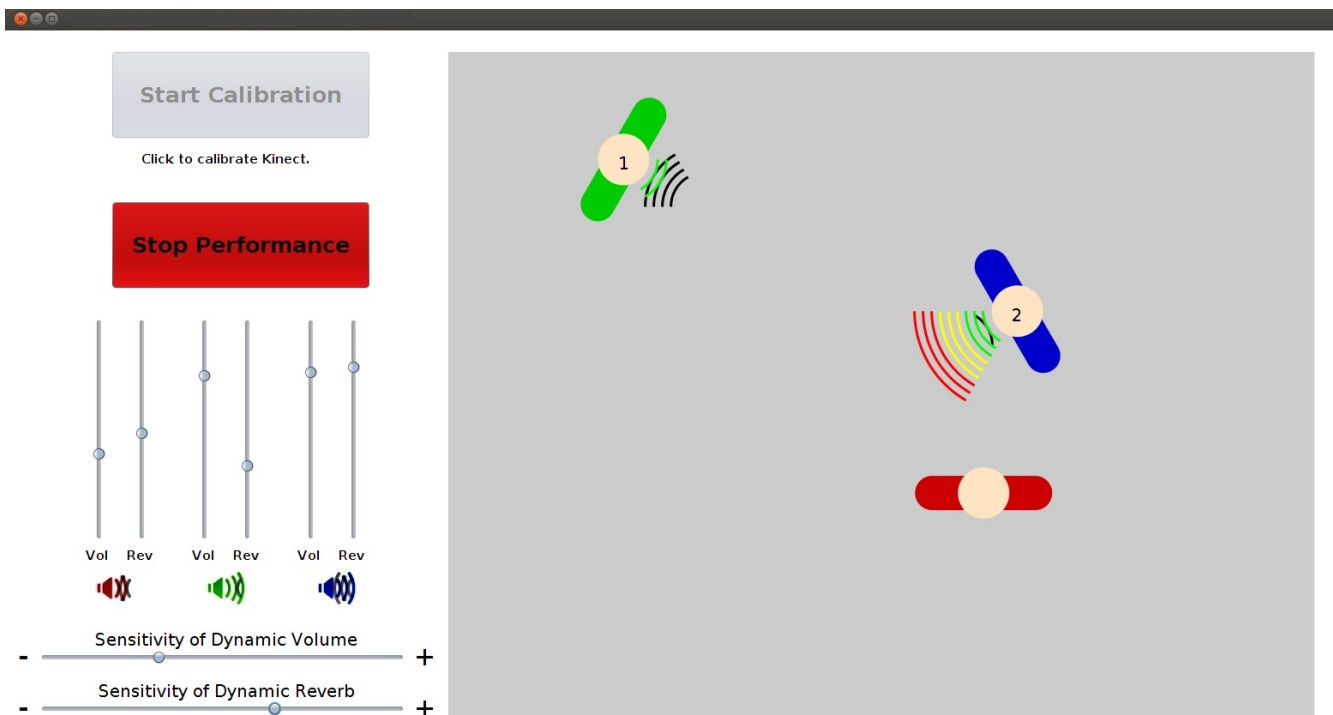 Start Calibration
Click to calibrate Kinect.
Stop Performance
1
2
Vol Rev Vol Rev Vol Rev
Sensitivity of Dynamic Volume
- +
Sensitivity of Dynamic Reverb
- +